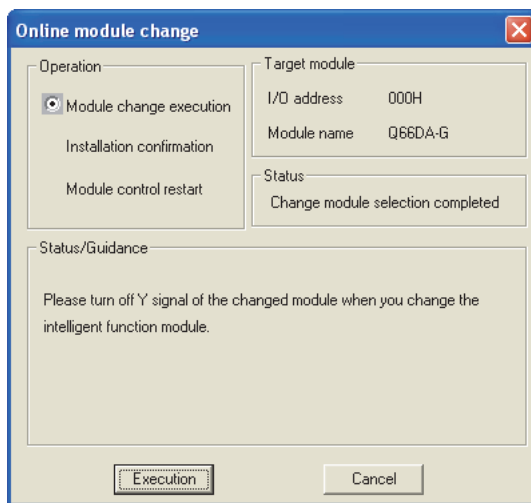 Online module change
Operation
Module change execution
Installation confirmation
Module control restart
Target module
I/O address 000H
Module name Q66DA-G
Status
Change module selection completed
Status/Guidance
Please turn off Y signal of the changed module when you change the
intelligent function module.
Execution
Cancel